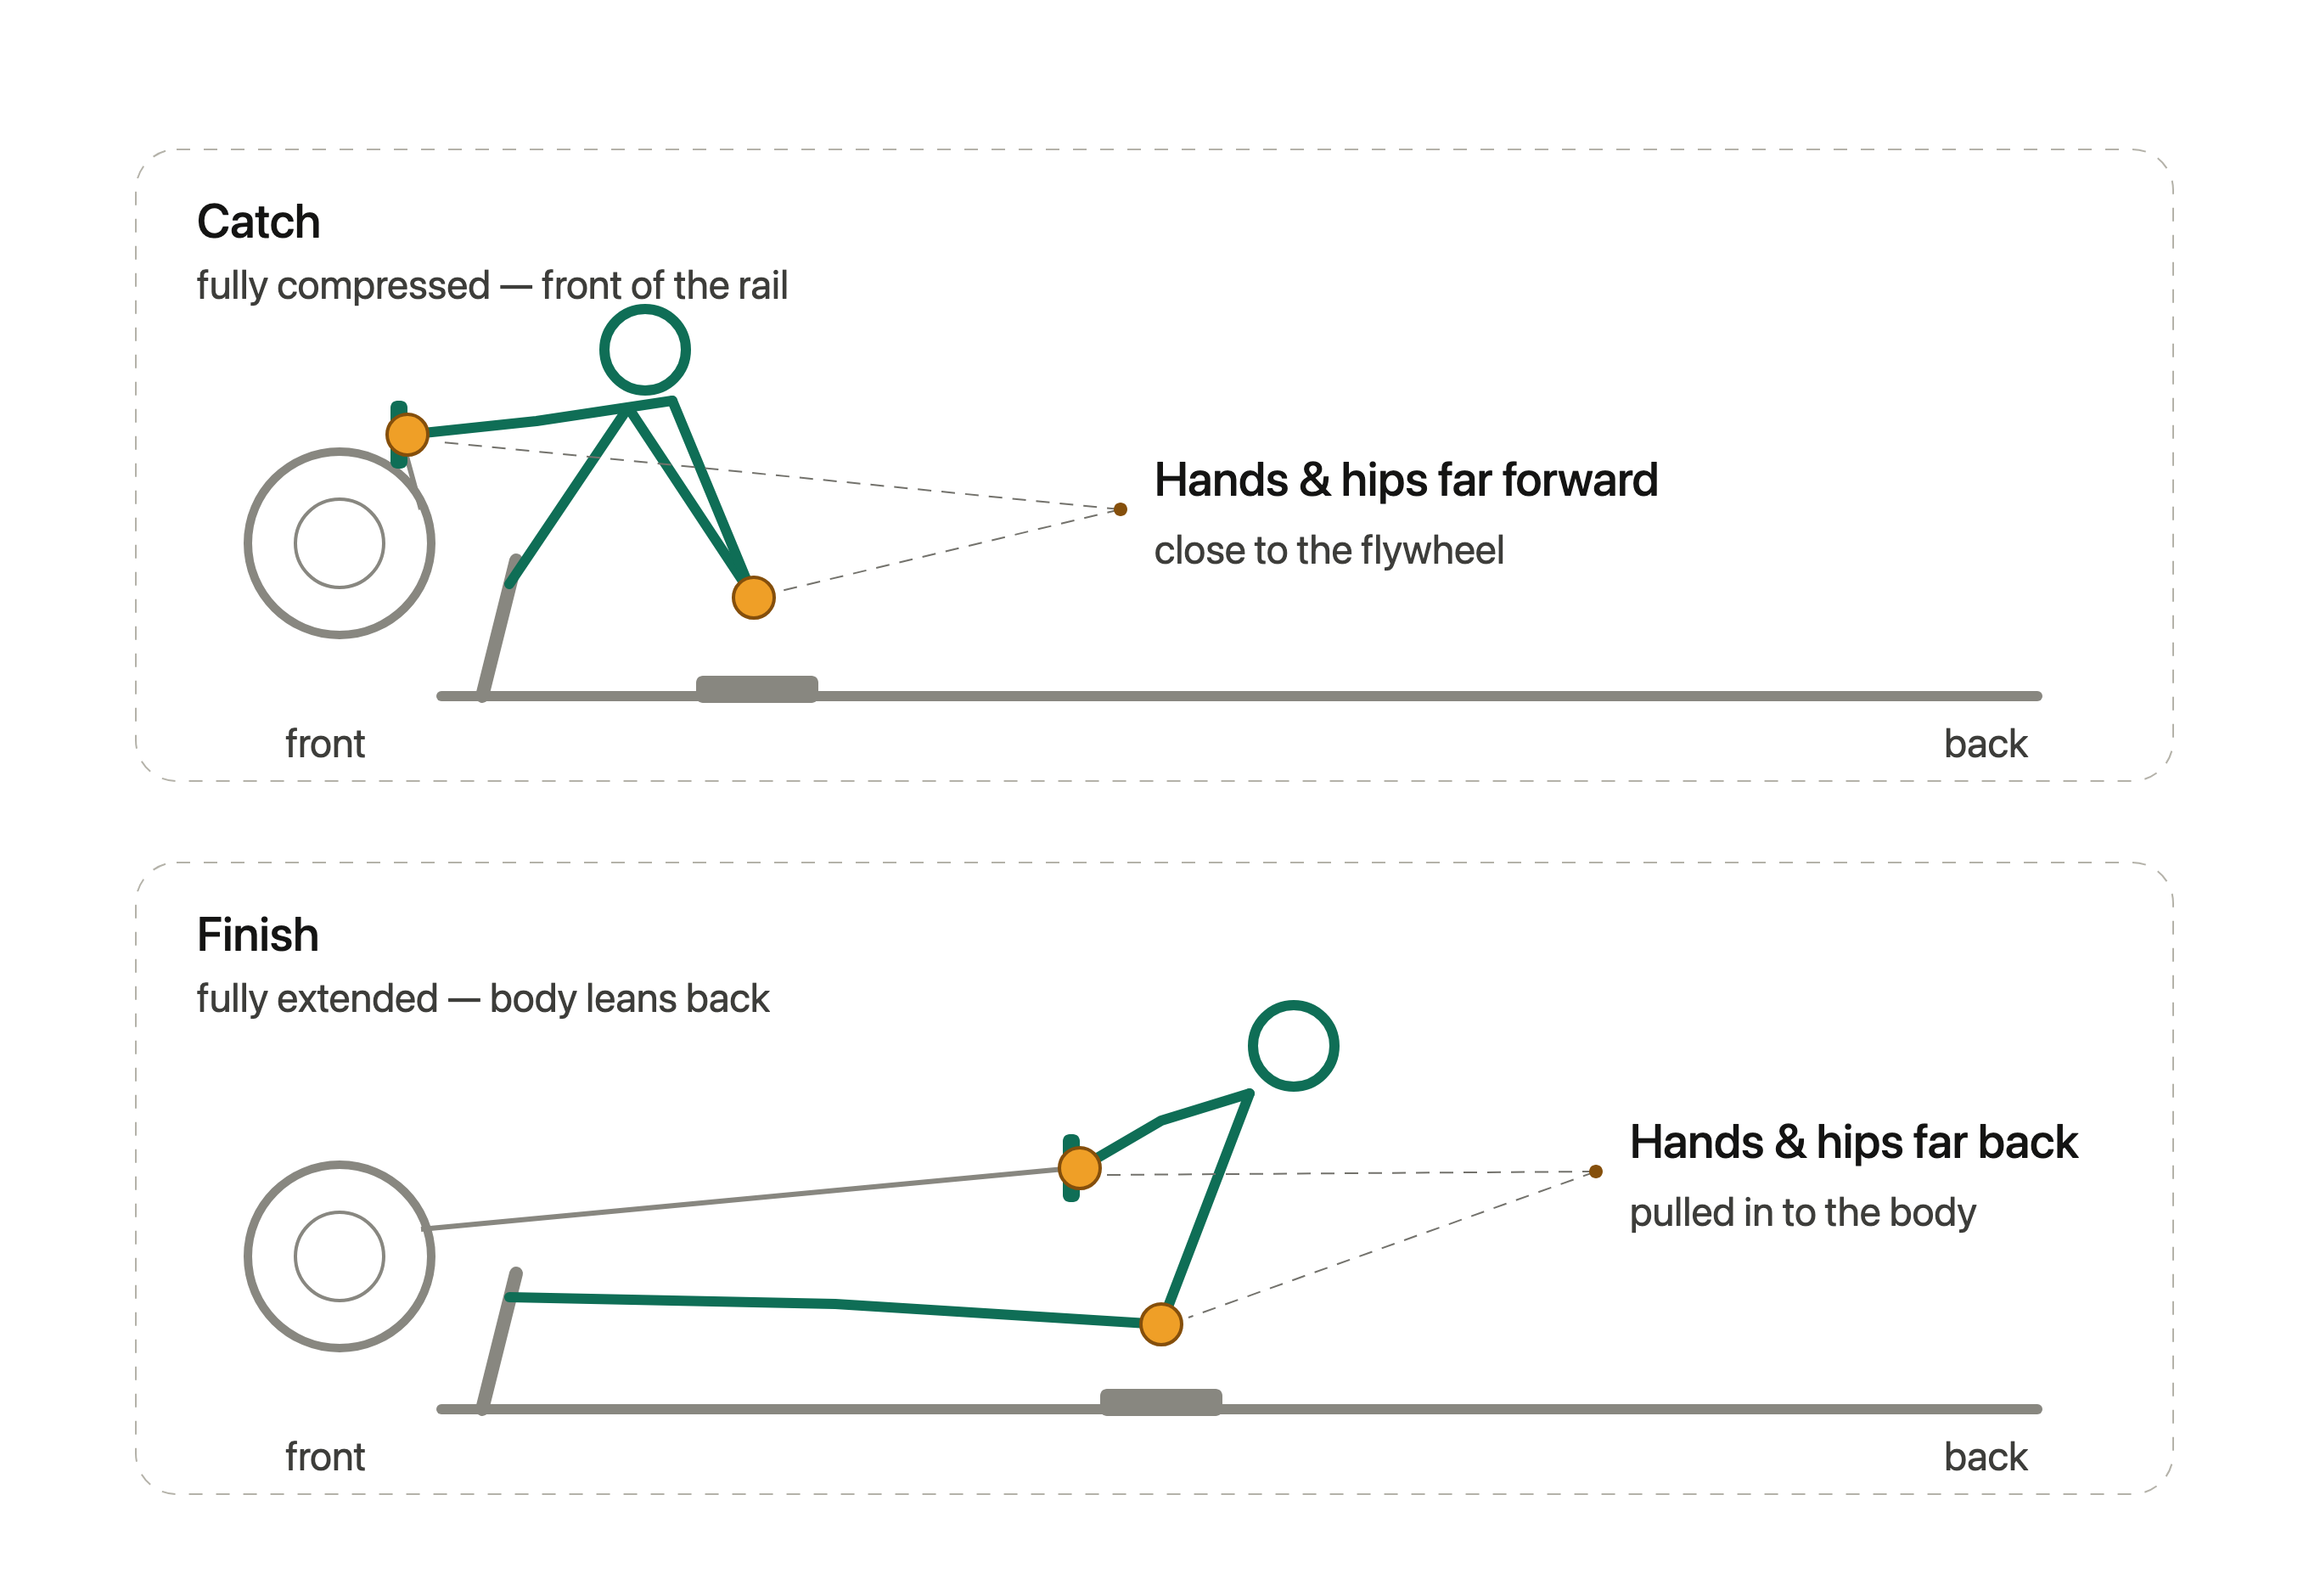 Catch
fully compressed — front of the rail
Hands & hips far forward
close to the flywheel
front
back
Finish
fully extended — body leans back
Hands & hips far back
pulled in to the body
front
back